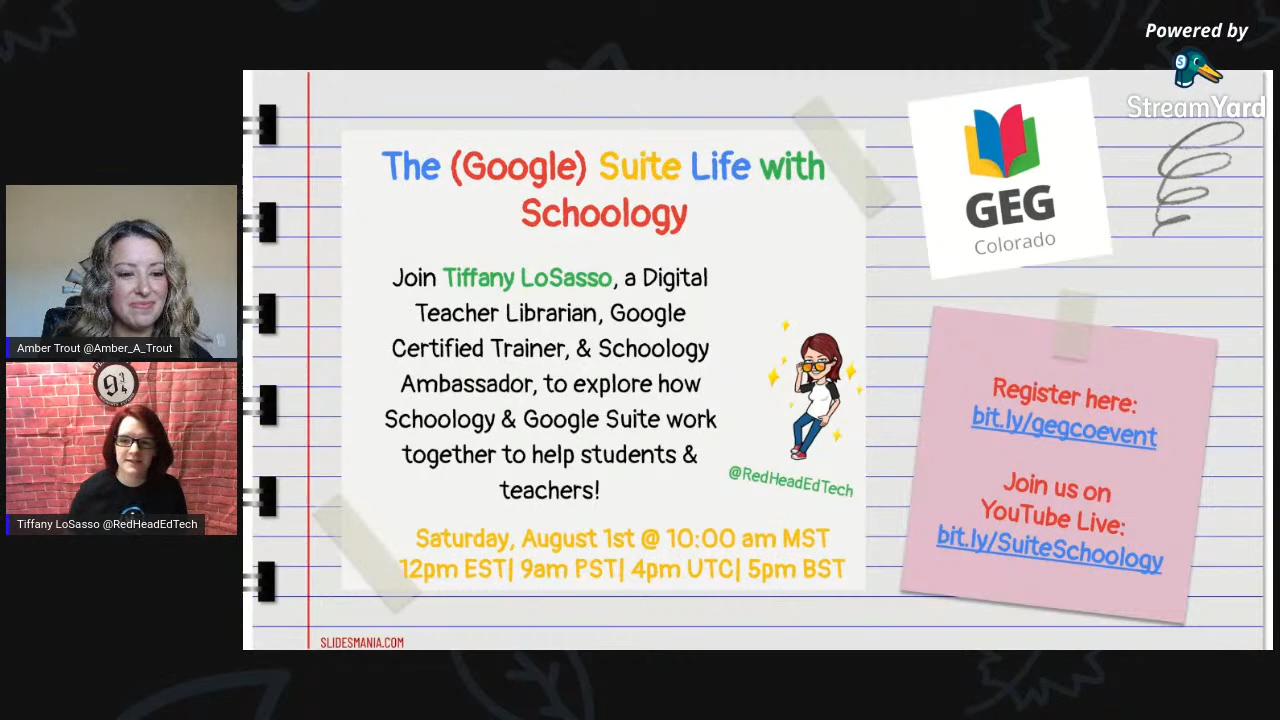 Powered by
StreamYard
The (Google) Suite Life with
Schoology
Join Tiffany LoSasso, a Digital
Teacher Librarian, Google
Certified Trainer, & Schoology
Ambassador, to explore how
Schoology & Google Suite work
together to help students &
teachers!
@RedHeadEdTech
Saturday, August 1st @ 10:00 am MST
12pm EST| 9am PST| 4pm UTC| 5pm BST
SLIDESMANIA.COM
GEG
Colorado
Register here:
bit.ly/gegcoevent
Join us on
YouTube Live:
bit.ly/SuiteSchoology
Amber Trout @Amber_A_Trout
9¾
Tiffany LoSasso @RedHeadEdTech